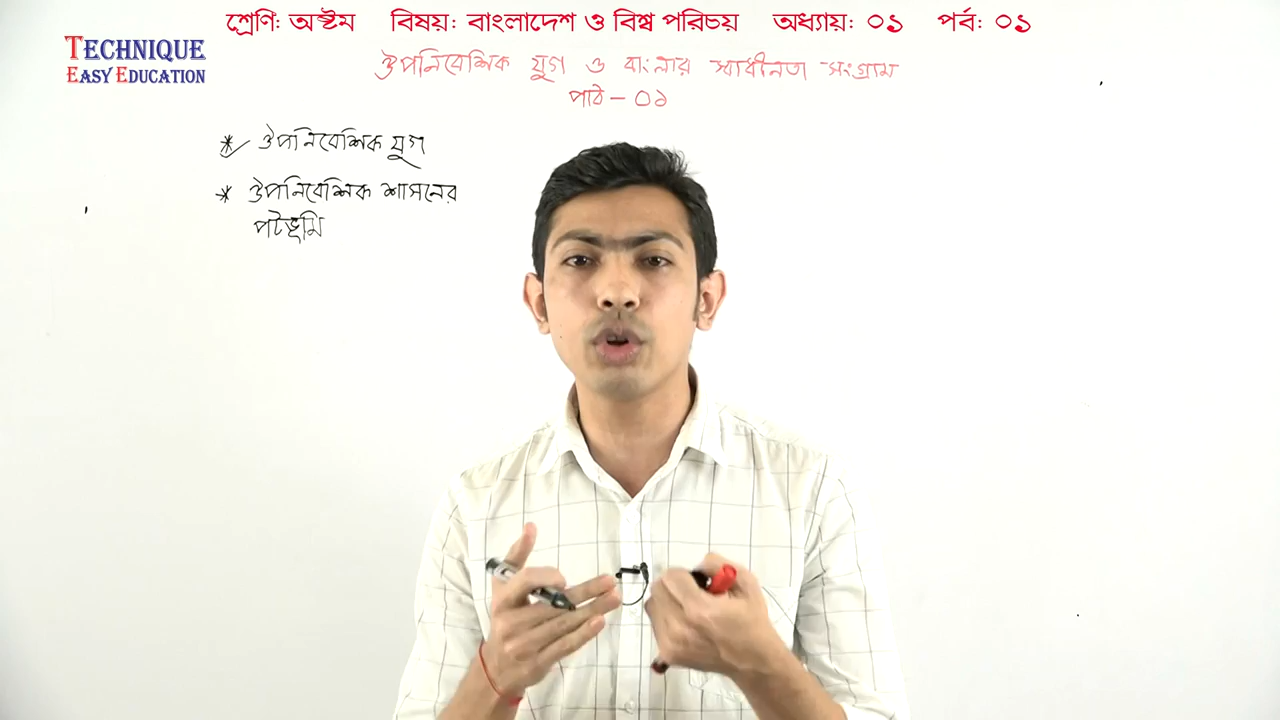 শ্রেণি: অষ্টম বিষয়: বাংলাদেশ ও বিশ্ব পরিচয় অধ্যায়: ০১ পর্ব: ০১
TECHNIQUE
EASY EDUCATION
ঔপনিবেশিক যুগ ও বাংলার স্বাধীনতা সংগ্রাম
পাঠ - ০১
* ঔপনিবেশিক যুগ
* ঔপনিবেশিক শাসনের
পটভূমি